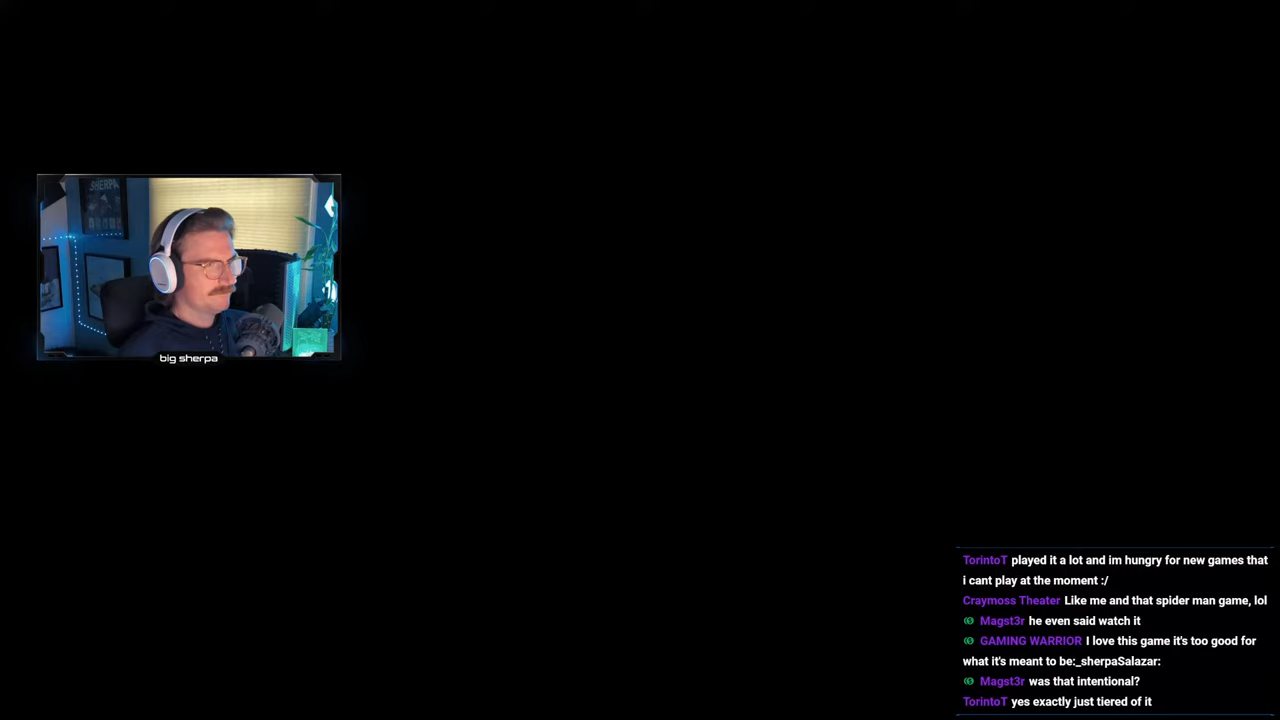 SHERPA
big sherpa
TorintoT played it a lot and im hungry for new games that
i cant play at the moment :/
Craymoss Theater Like me and that spider man game, lol
Magst3r he even said watch it
GAMING WARRIOR I love this game it's too good for
what it's meant to be:_sherpaSalazar:
Magst3r was that intentional?
TorintoT yes exactly just tiered of it